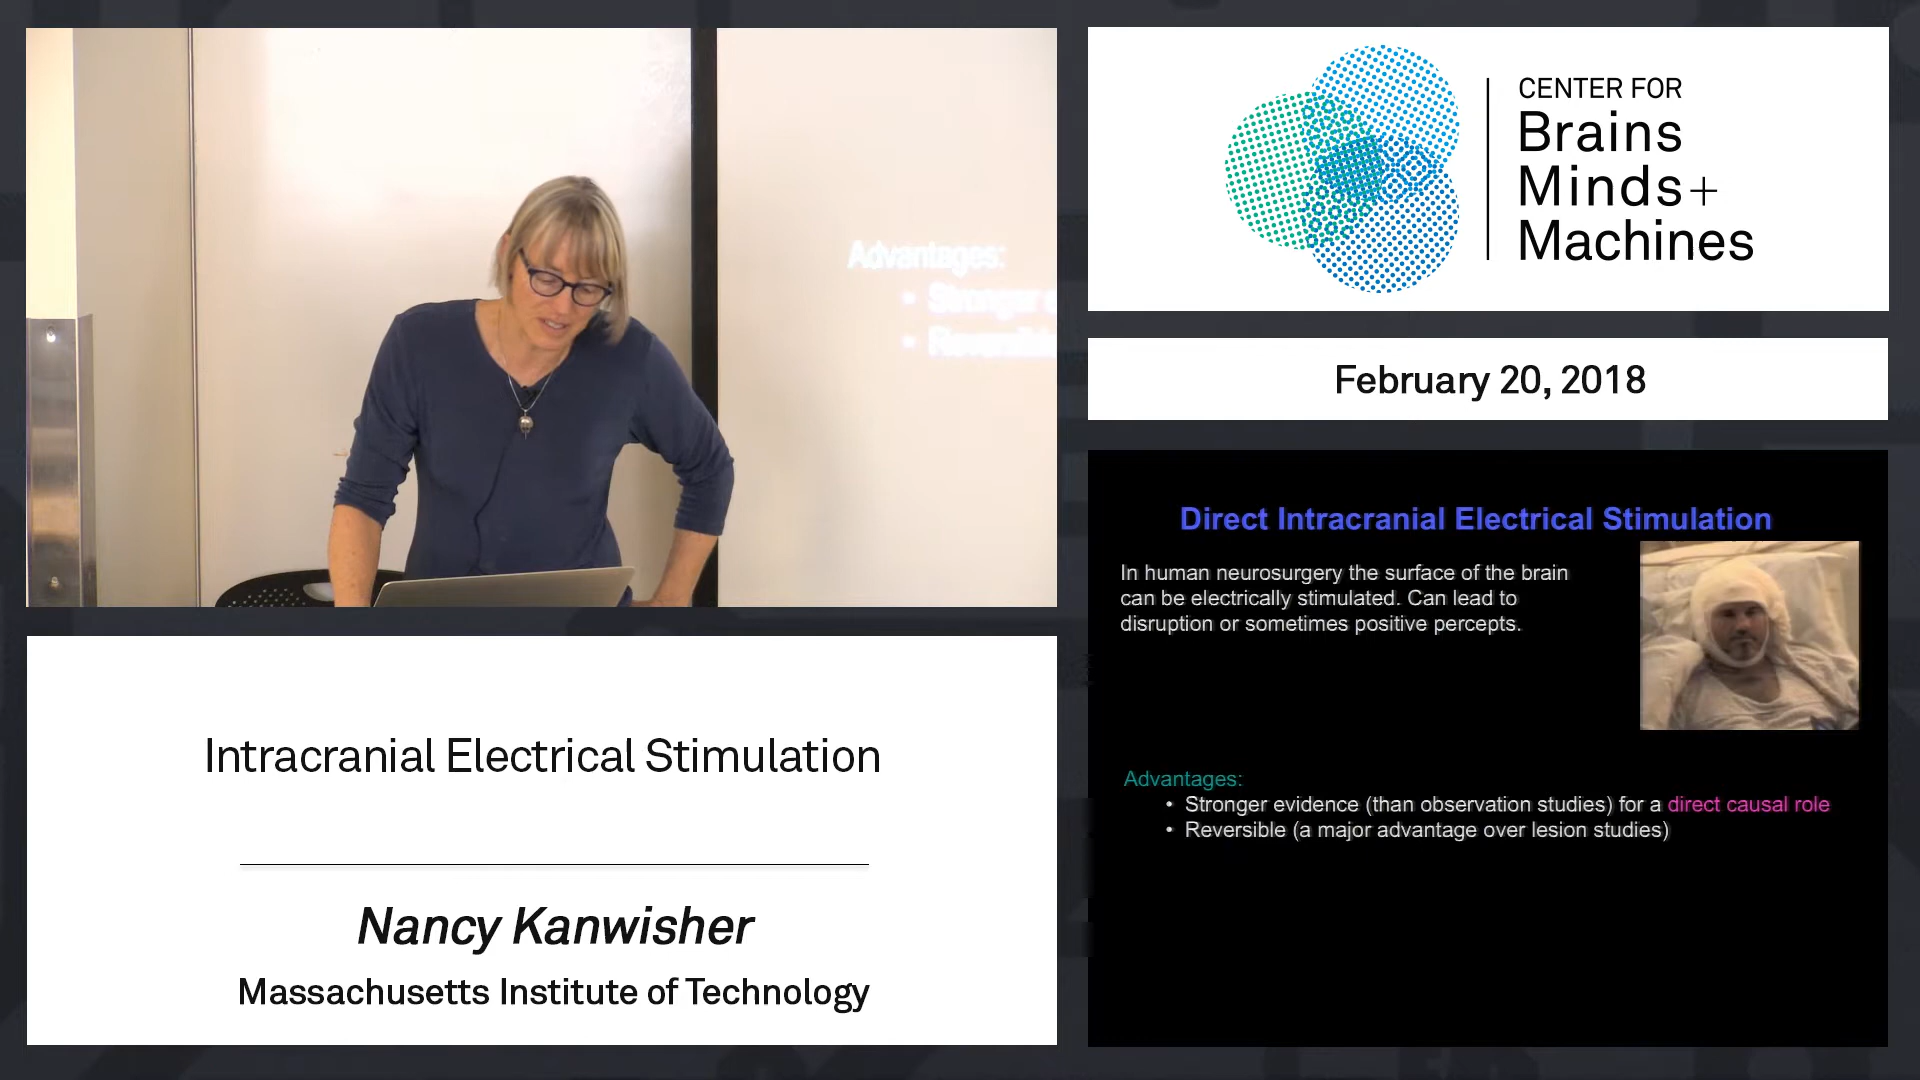 Advantages:
• Stronger
CENTER FOR
Brains
Minds+
Machines
February 20, 2018
Direct Intracranial Electrical Stimulation
In human neurosurgery the surface of the brain
can be electrically stimulated. Can lead to
disruption or sometimes positive percepts.
Advantages:
• Stronger evidence (than observation studies) for a direct causal role
• Reversible (a major advantage over lesion studies)
Intracranial Electrical Stimulation
Nancy Kanwisher
Massachusetts Institute of Technology